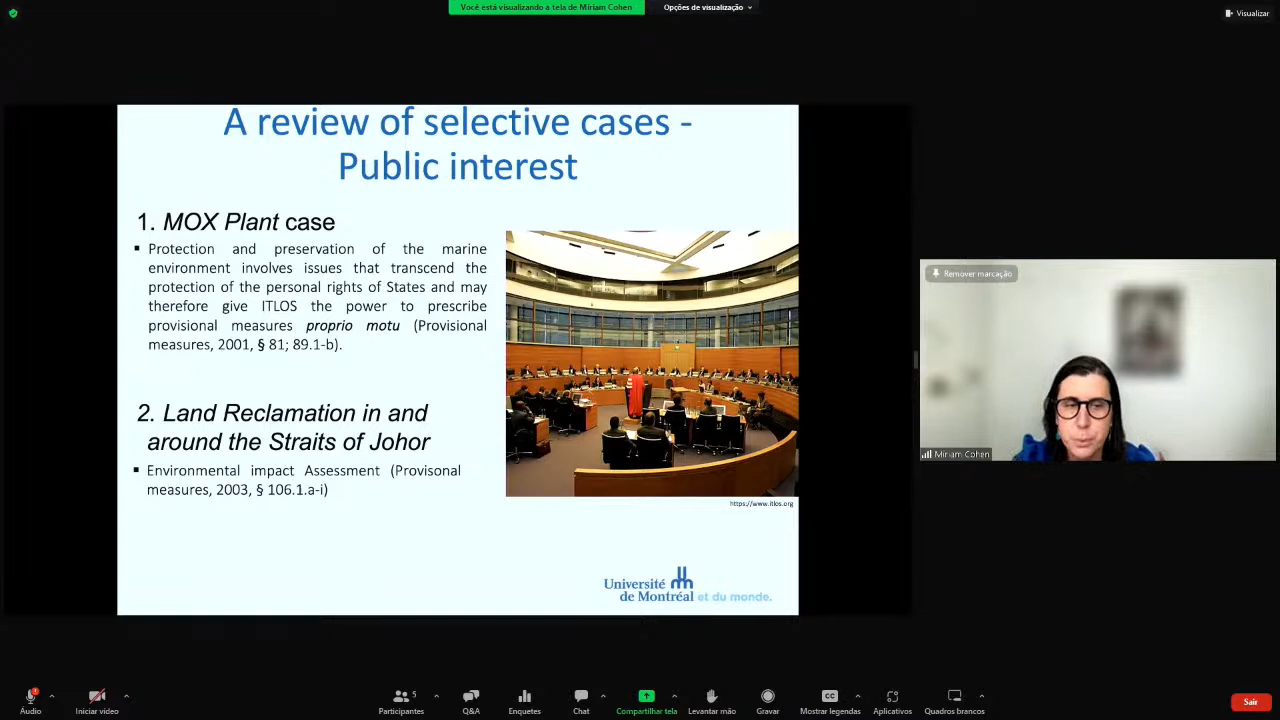 Você está visualizando a tela de Miriam Cohen
Opções de visualização
Visualizar
A review of selective cases -
Public interest
1. MOX Plant case
▪ Protection and preservation of the marine
environment involves issues that transcend the
protection of the personal rights of States and may
therefore give ITLOS the power to prescribe
provisional measures proprio motu (Provisional
measures, 2001, § 81; 89.1-b).
2. Land Reclamation in and
around the Straits of Johor
▪ Environmental impact Assessment (Provisonal
measures, 2003, § 106.1.a-i)
https://www.itlos.org
Université
de Montréal et du monde.
Remover marcação
Miriam Cohen
Áudio
Iniciar vídeo
Participantes
5
Q&A
Enquetes
Chat
Compartilhar tela
Levantar mão
Gravar
CC
Mostrar legendas
Aplicativos
Quadros brancos
Sair